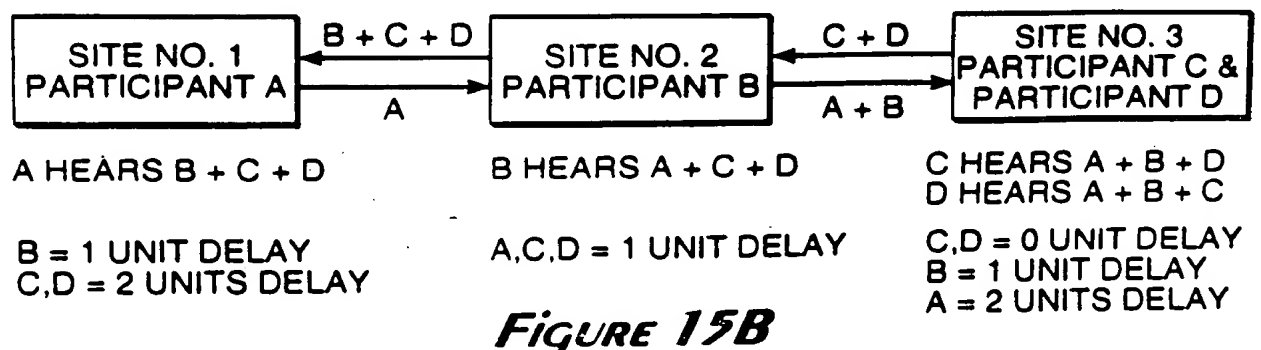 SITE NO. 1
PARTICIPANT A
B + C + D
A
SITE NO. 2
PARTICIPANT B
C + D
A + B
SITE NO. 3
PARTICIPANT C &
PARTICIPANT D
A HEARS B + C + D
B = 1 UNIT DELAY
C,D = 2 UNITS DELAY
B HEARS A + C + D
A,C,D = 1 UNIT DELAY
C HEARS A + B + D
D HEARS A + B + C
C,D = 0 UNIT DELAY
B = 1 UNIT DELAY
A = 2 UNITS DELAY
FIGURE 15B